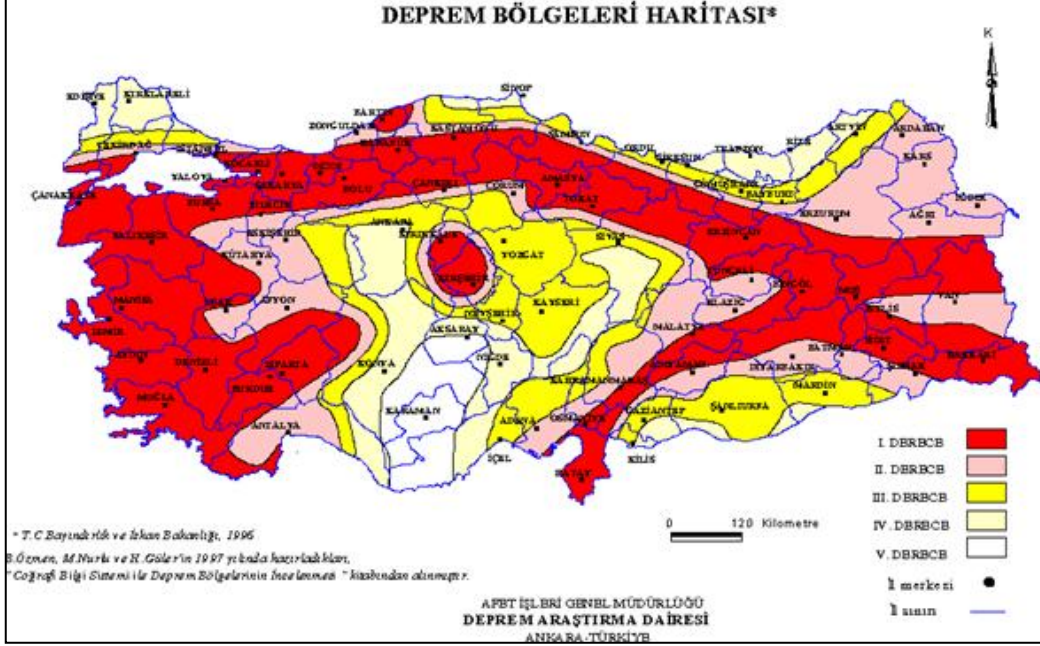 DEPREM BÖLGELERİ HARİTASI*
K
SİNOP
EDİRNE
KIRKLARELİ
BARTIN
ZONGULDAK
KASTAMONU
SAMSUN
ARTVİN
ARDAHAN
TEKİRDAĞ
İSTANBUL
KARABÜK
ORDU
GİRESUN
TRABZON
RİZE
KARS
YALOVA
KOCAELİ
SAKARYA
BOLU
ÇANKIRI
ÇORUM
AMASYA
TOKAT
GÜMÜŞHANE
BAYBURT
ÇANAKKALE
BURSA
BİLECİK
ERZURUM
AĞRI
IĞDIR
BALIKESİR
ESKİŞEHİR
ANKARA
KIRIKKALE
YOZGAT
SİVAS
ERZİNCAN
KÜTAHYA
TUNCELİ
BİNGÖL
MUŞ
MANİSA
UŞAK
AFYON
KIRŞEHİR
NEVŞEHİR
KAYSERİ
ELAZIĞ
BİTLİS
VAN
İZMİR
AKSARAY
MALATYA
AYDIN
DENİZLİ
ISPARTA
BURDUR
KONYA
NİĞDE
KAHRAMANMARAŞ
ADIYAMAN
DİYARBAKIR
BATMAN
SİİRT
ŞIRNAK
HAKKARİ
MUĞLA
ANTALYA
KARAMAN
ADANA
OSMANİYE
GAZİANTEP
ŞANLIURFA
MARDİN
İÇEL
KİLİS
HATAY
I. DBRBCB
II. DBRBCB
III. DBRBCB
IV. DBRBCB
V. DBRBCB
İl merkezi
İl sınırı
0 120 Kilometre
* T.C.Bayındırlık ve İskan Bakanlığı, 1996
B.Özmen, M.Nurlu ve H.Güler'in 1997 yılında hazırladıkları,
" Coğrafi Bilgi Sistemi ile Deprem Bölgelerinin İncelenmesi " kitabından alınmıştır.
AFET İŞLERİ GENEL MÜDÜRLÜĞÜ
DEPREM ARAŞTIRMA DAİRESİ
ANKARA-TÜRKİYE